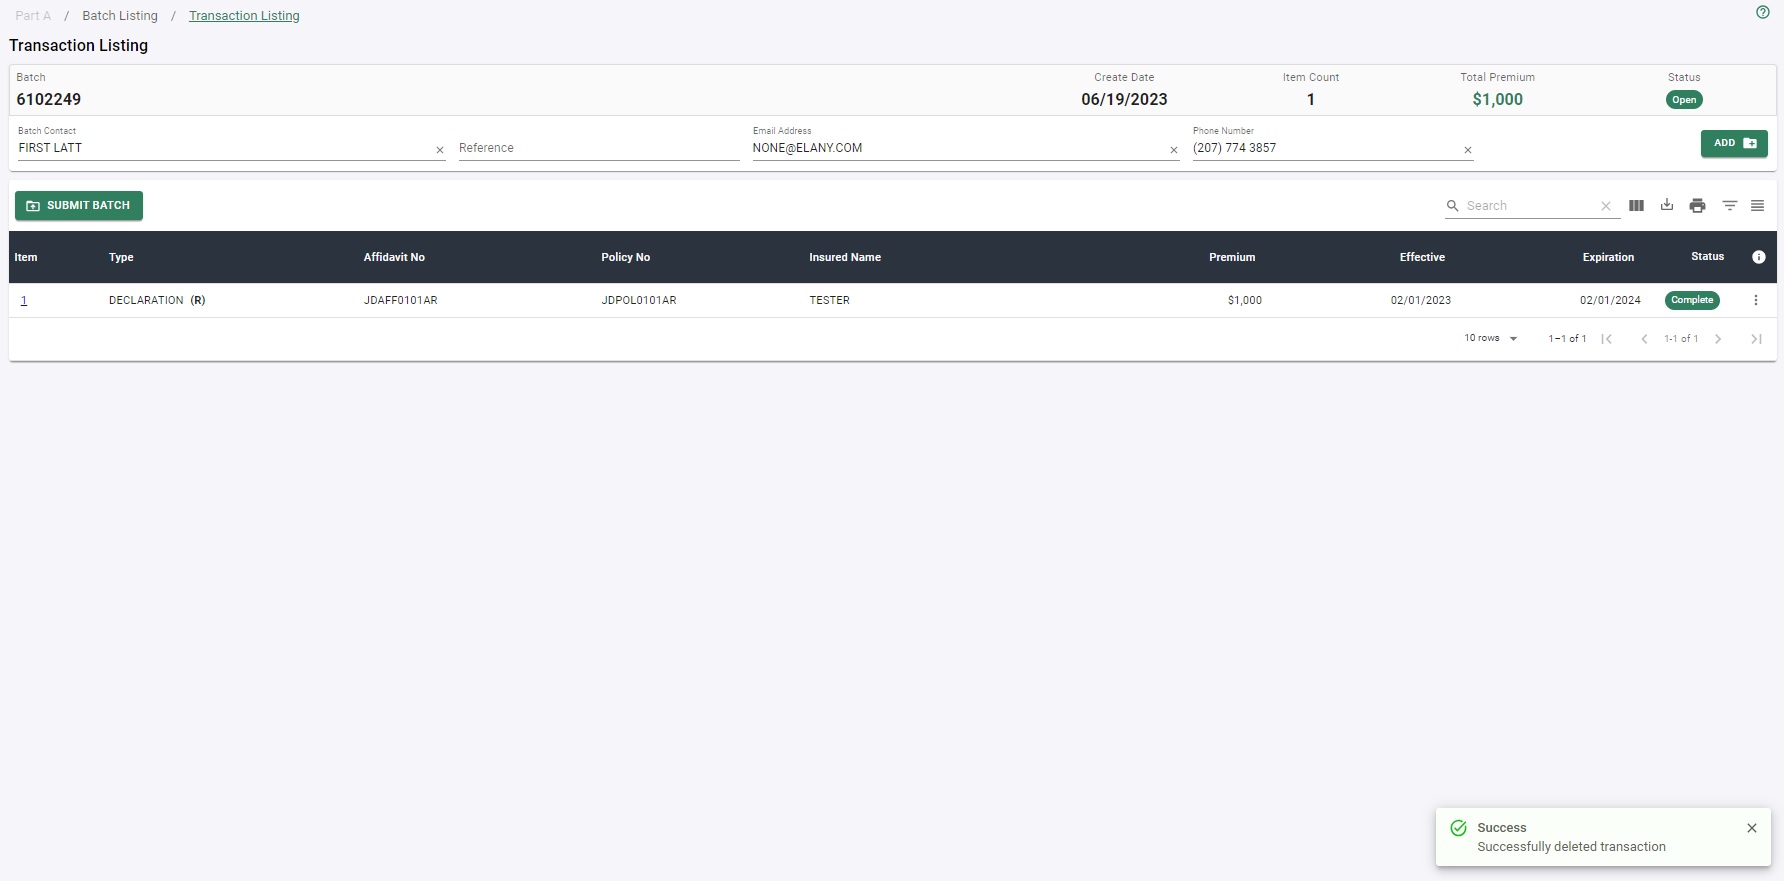 Part A / Batch Listing / Transaction Listing
Transaction Listing
Batch Create Date Item Count Total Premium Status
6102249 06/19/2023 1 $1,000 Open
Batch Contact Email Address Phone Number
FIRST LATT Reference NONE@ELANY.COM (207) 774 3857 ADD
SUBMIT BATCH Search
Item Type Affidavit No Policy No Insured Name Premium Effective Expiration Status
1 DECLARATION (R) JDAFF0101AR JDPOL0101AR TESTER $1,000 02/01/2023 02/01/2024 Complete
10 rows 1–1 of 1 1-1 of 1
Success
Successfully deleted transaction